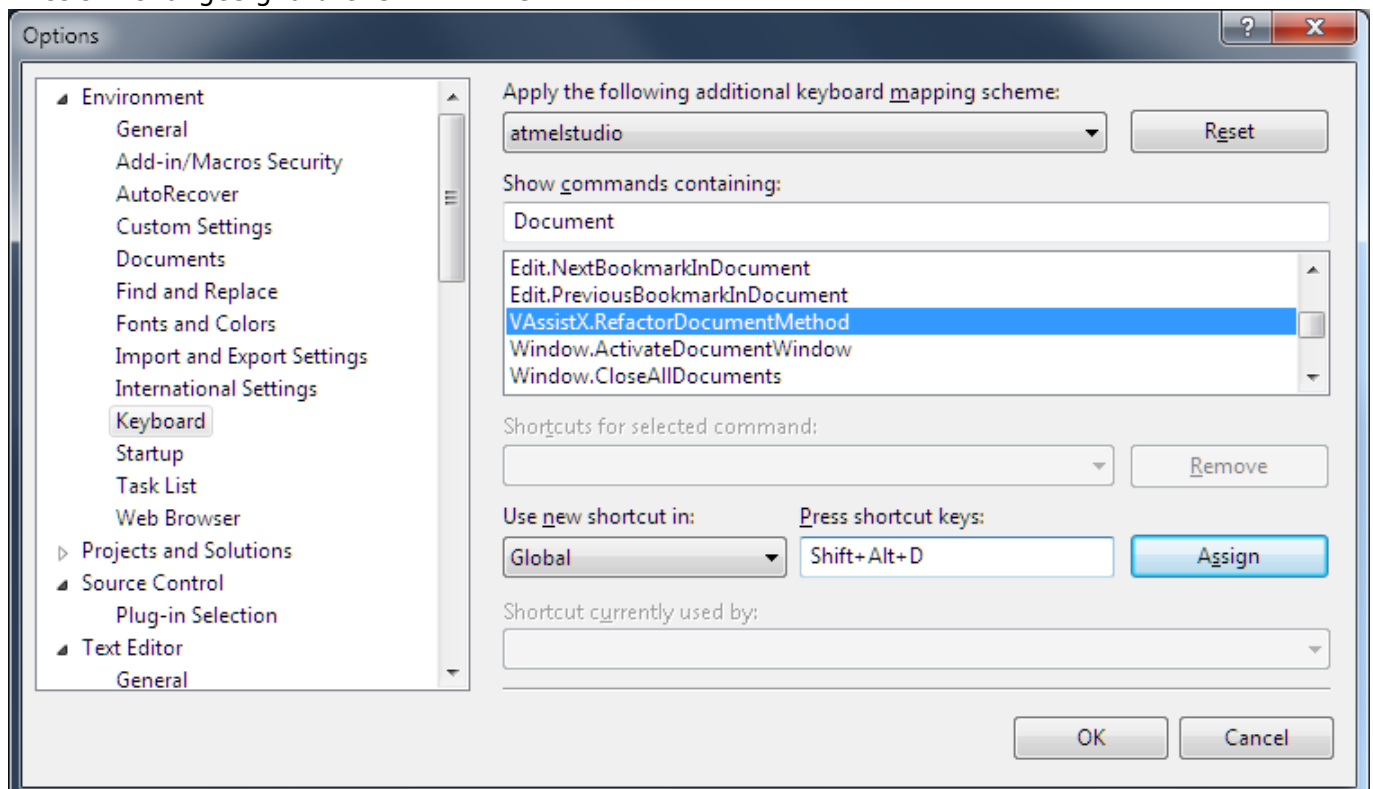 Options
Environment
General
Add-in/Macros Security
AutoRecover
Custom Settings
Documents
Find and Replace
Fonts and Colors
Import and Export Settings
International Settings
Keyboard
Startup
Task List
Web Browser
Projects and Solutions
Source Control
Plug-in Selection
Text Editor
General
Apply the following additional keyboard mapping scheme:
atmelstudio
Reset
Show commands containing:
Document
Edit.NextBookmarkInDocument
Edit.PreviousBookmarkInDocument
VAssistX.RefactorDocumentMethod
Window.ActivateDocumentWindow
Window.CloseAllDocuments
Shortcuts for selected command:
Remove
Use new shortcut in: Press shortcut keys:
Global Shift+Alt+D Assign
Shortcut currently used by:
OK Cancel